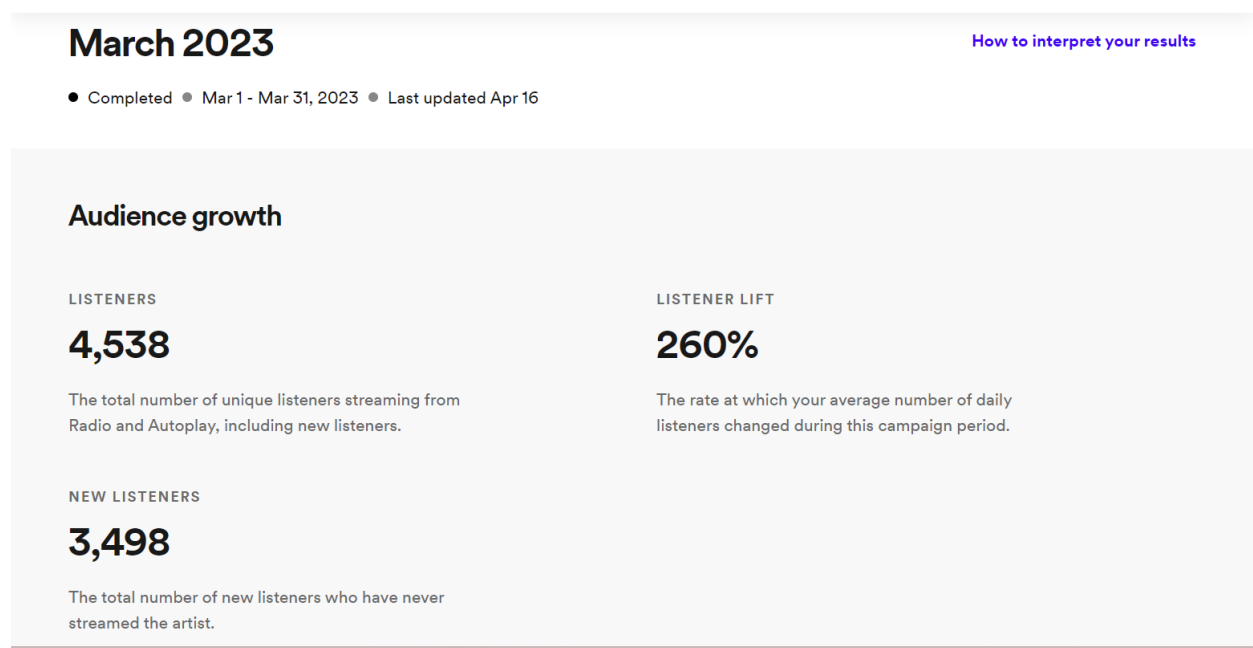 March 2023
How to interpret your results
Completed Mar 1 - Mar 31, 2023 Last updated Apr 16
Audience growth
LISTENERS
4,538
The total number of unique listeners streaming from
Radio and Autoplay, including new listeners.
LISTENER LIFT
260%
The rate at which your average number of daily
listeners changed during this campaign period.
NEW LISTENERS
3,498
The total number of new listeners who have never
streamed the artist.